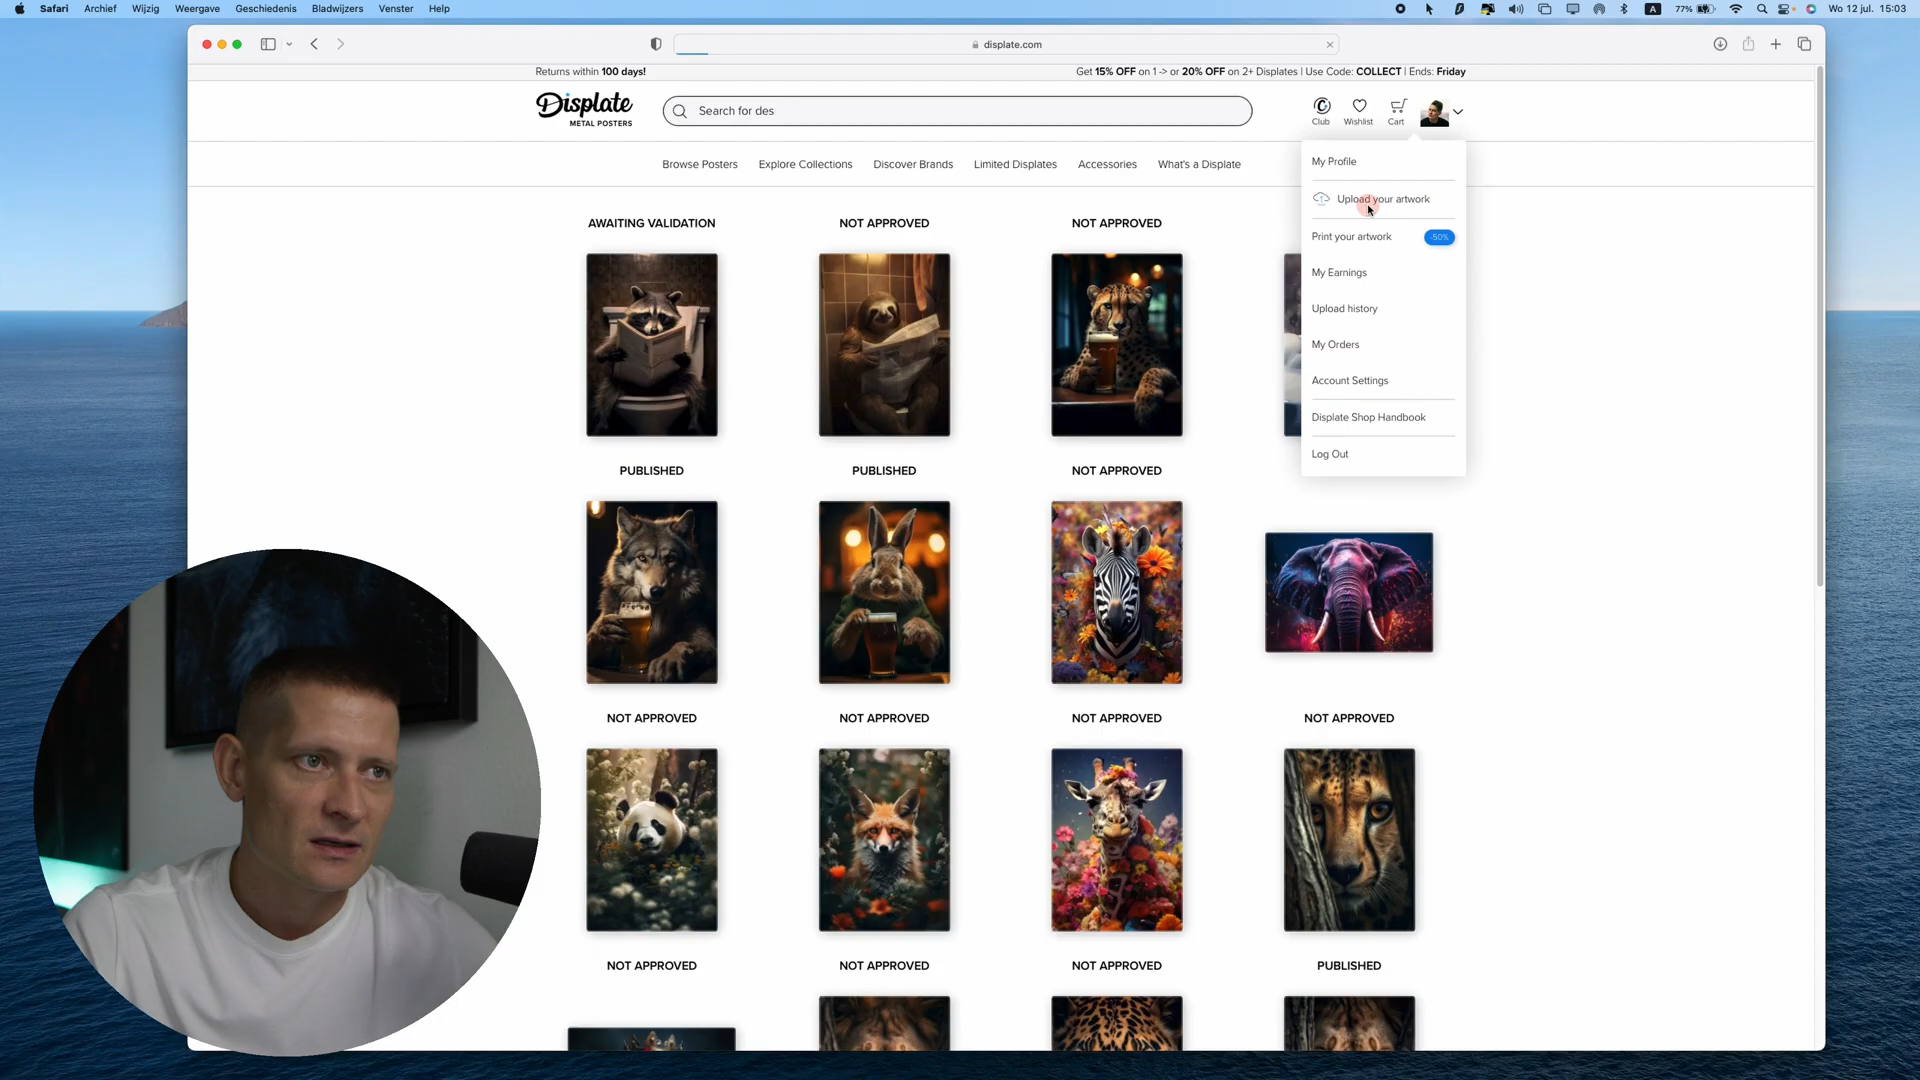 Safari Archief Wijzig Weergave Geschiedenis Bladwijzers Venster Help
A 77% Wo 12 jul. 15:03
displate.com
Returns within 100 days!
Get 15% OFF on 1 -> or 20% OFF on 2+ Displates | Use Code: COLLECT | Ends: Friday
Displate
METAL POSTERS
Search for des
Club Wishlist Cart
Browse Posters Explore Collections Discover Brands Limited Displates Accessories What's a Displate
My Profile
Upload your artwork
Print your artwork -50%
My Earnings
Upload history
My Orders
Account Settings
Displate Shop Handbook
Log Out
AWAITING VALIDATION NOT APPROVED NOT APPROVED
PUBLISHED PUBLISHED NOT APPROVED
NOT APPROVED NOT APPROVED NOT APPROVED NOT APPROVED
NOT APPROVED NOT APPROVED NOT APPROVED PUBLISHED